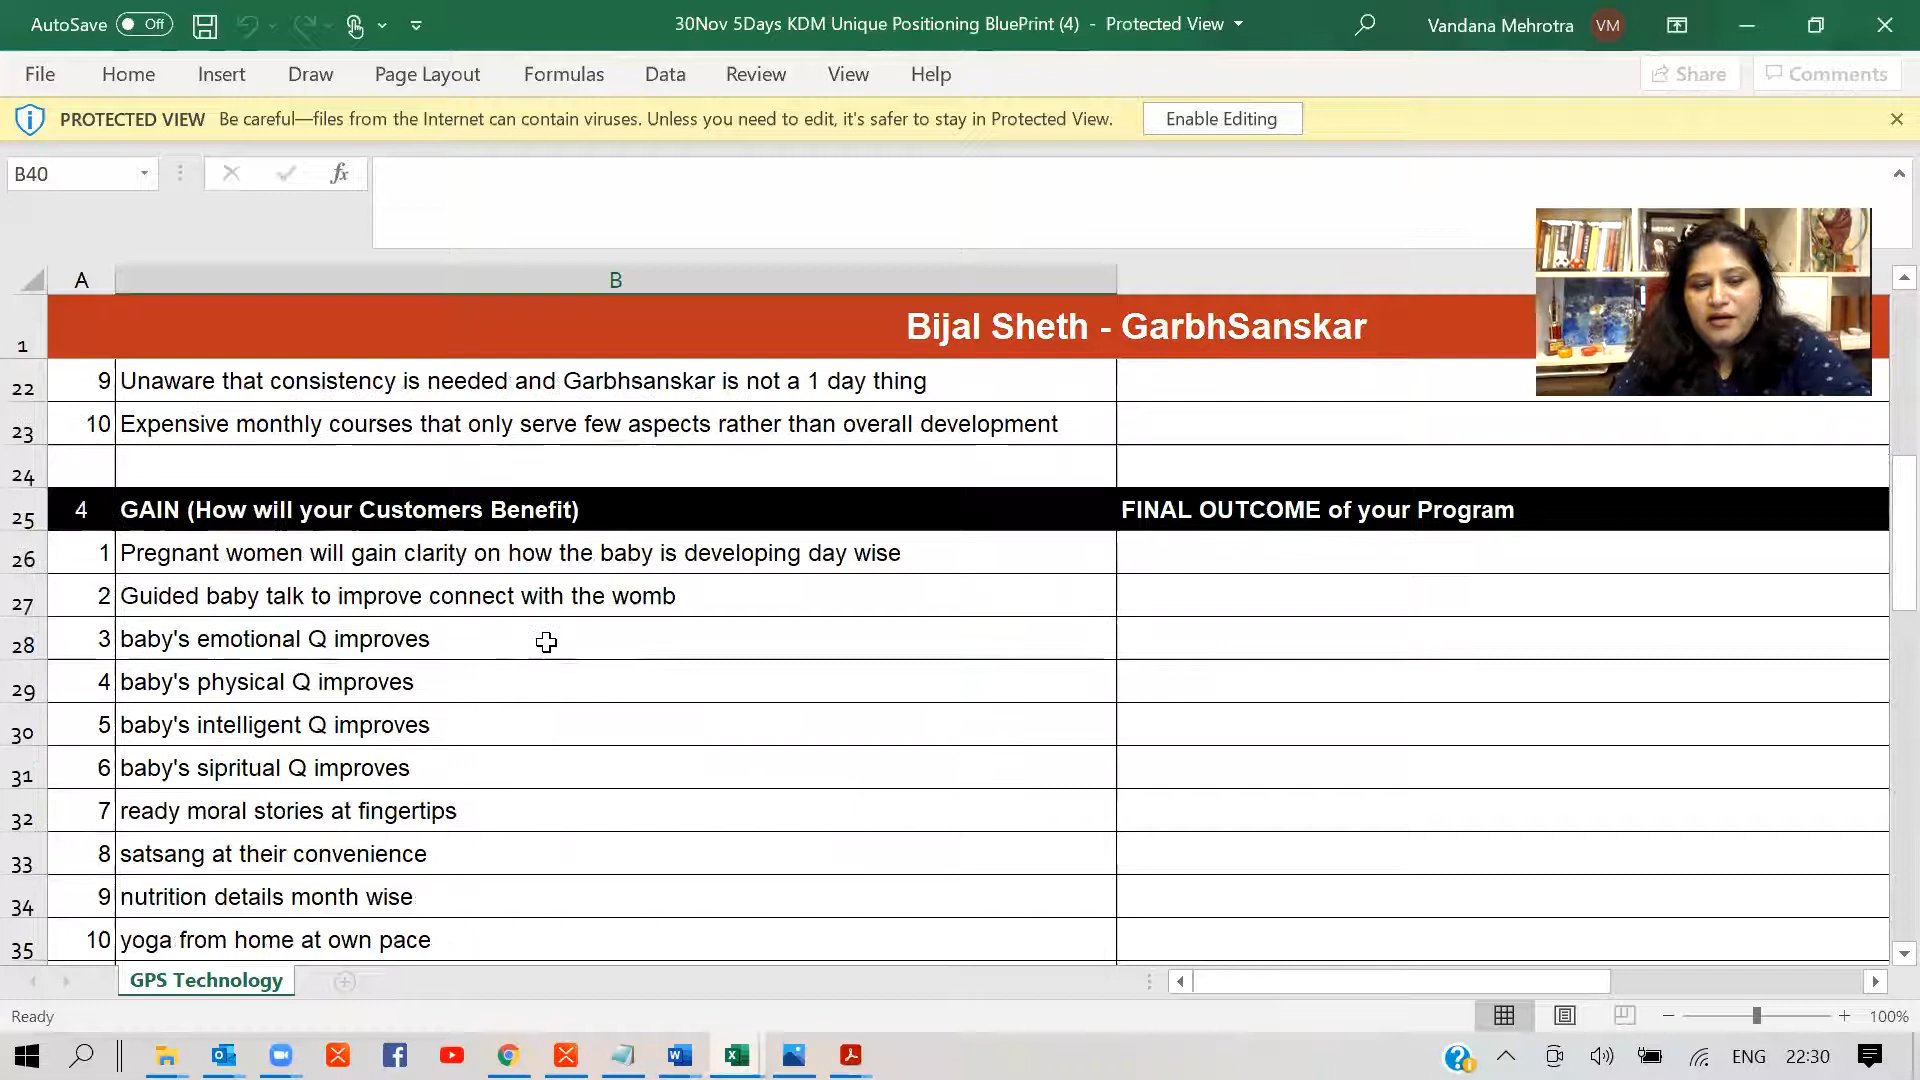 AutoSave Off 30Nov 5Days KDM Unique Positioning BluePrint (4) - Protected View Vandana Mehrotra VM
File Home Insert Draw Page Layout Formulas Data Review View Help Share Comments
PROTECTED VIEW Be careful—files from the Internet can contain viruses. Unless you need to edit, it's safer to stay in Protected View. Enable Editing
B40 fx
A B
1 Bijal Sheth - GarbhSanskar
22 9 Unaware that consistency is needed and Garbhsanskar is not a 1 day thing
23 10 Expensive monthly courses that only serve few aspects rather than overall development
24
25 4 GAIN (How will your Customers Benefit) FINAL OUTCOME of your Program
26 1 Pregnant women will gain clarity on how the baby is developing day wise
27 2 Guided baby talk to improve connect with the womb
28 3 baby's emotional Q improves
29 4 baby's physical Q improves
30 5 baby's intelligent Q improves
31 6 baby's sipritual Q improves
32 7 ready moral stories at fingertips
33 8 satsang at their convenience
34 9 nutrition details month wise
35 10 yoga from home at own pace
GPS Technology
Ready 100%
ENG 22:30